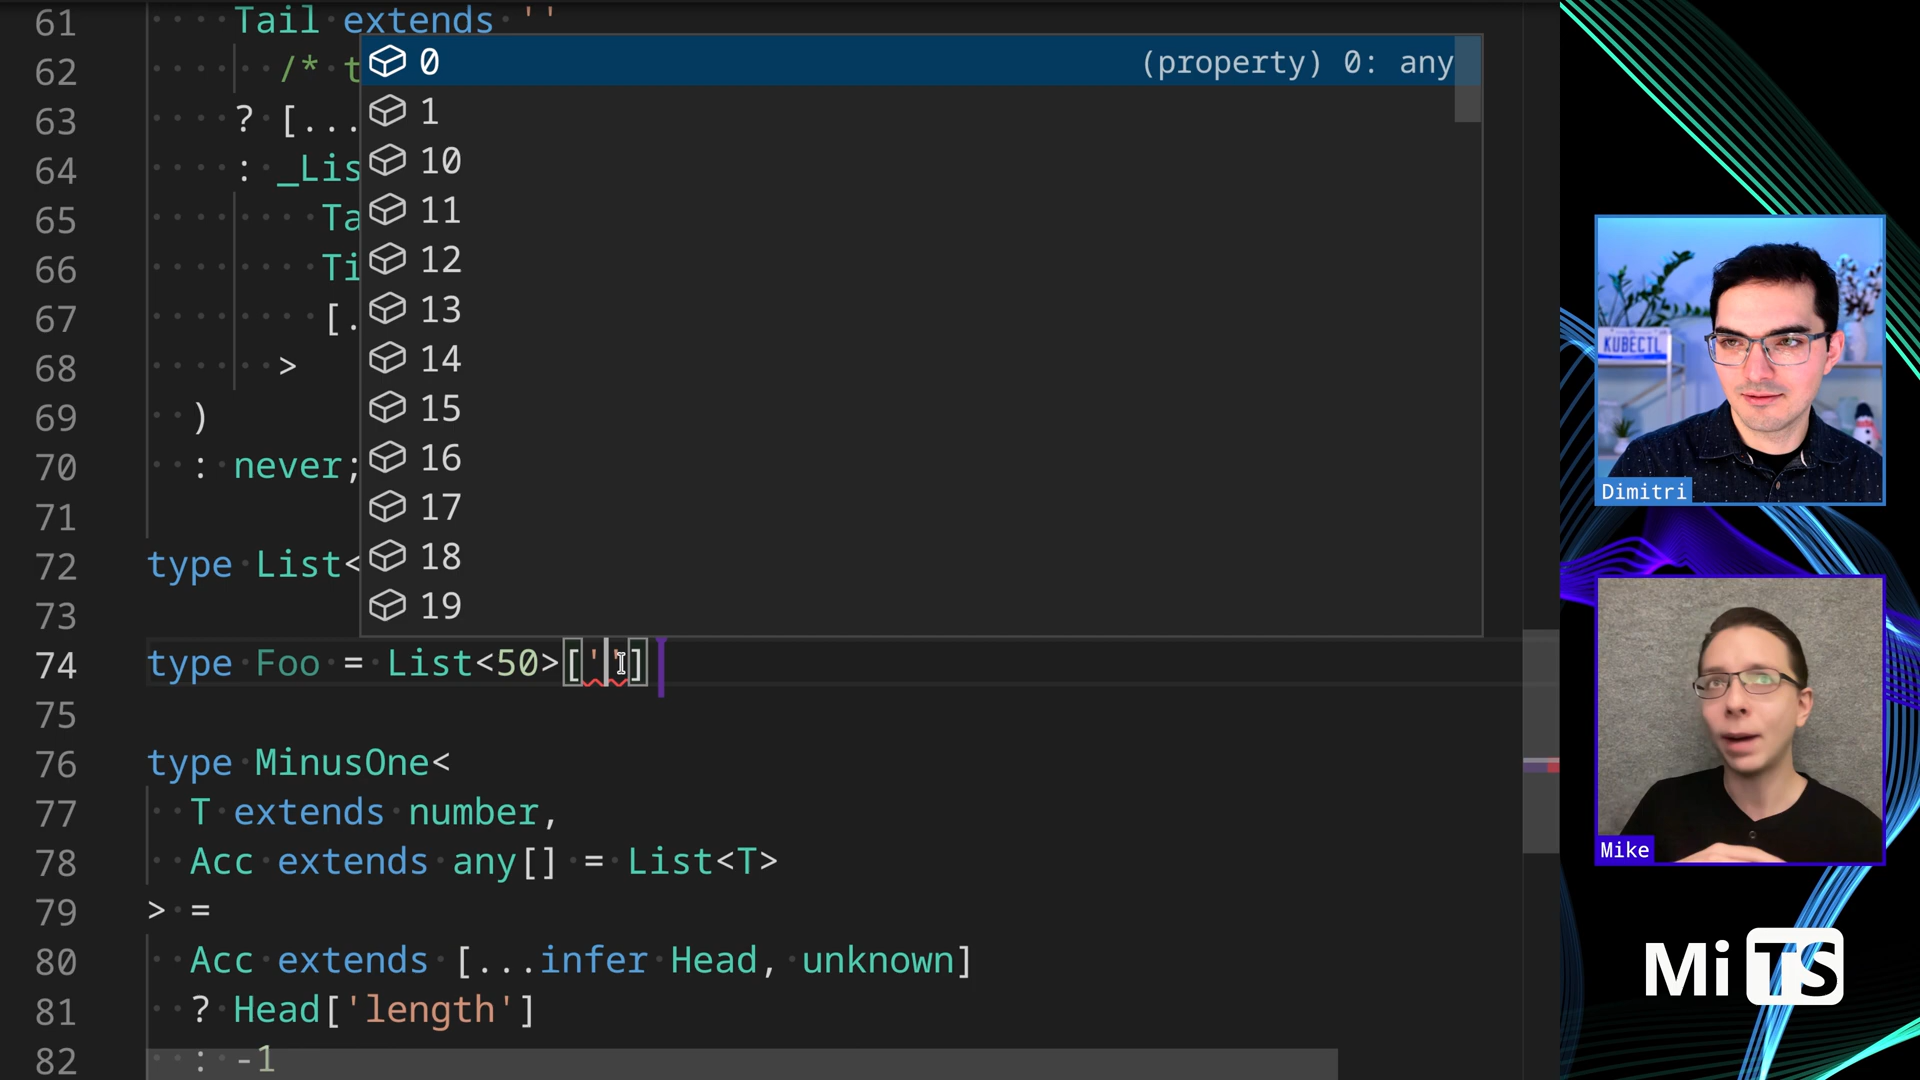 61 Tail extends ''
62 /* t
63 ? [...
64 : _Lis
65 Ta
66 Ti
67 [.
68 >
69 )
70 : never;
71
72 type List<
73
74 type Foo = List<50>['']
75
76 type MinusOne<
77 T extends number,
78 Acc extends any[] = List<T>
79 > =
80 Acc extends [...infer Head, unknown]
81 ? Head['length']
82 : -1
0 (property) 0: any
1
10
11
12
13
14
15
16
17
18
19
KUBECTL
Dimitri
Mike
MiTS